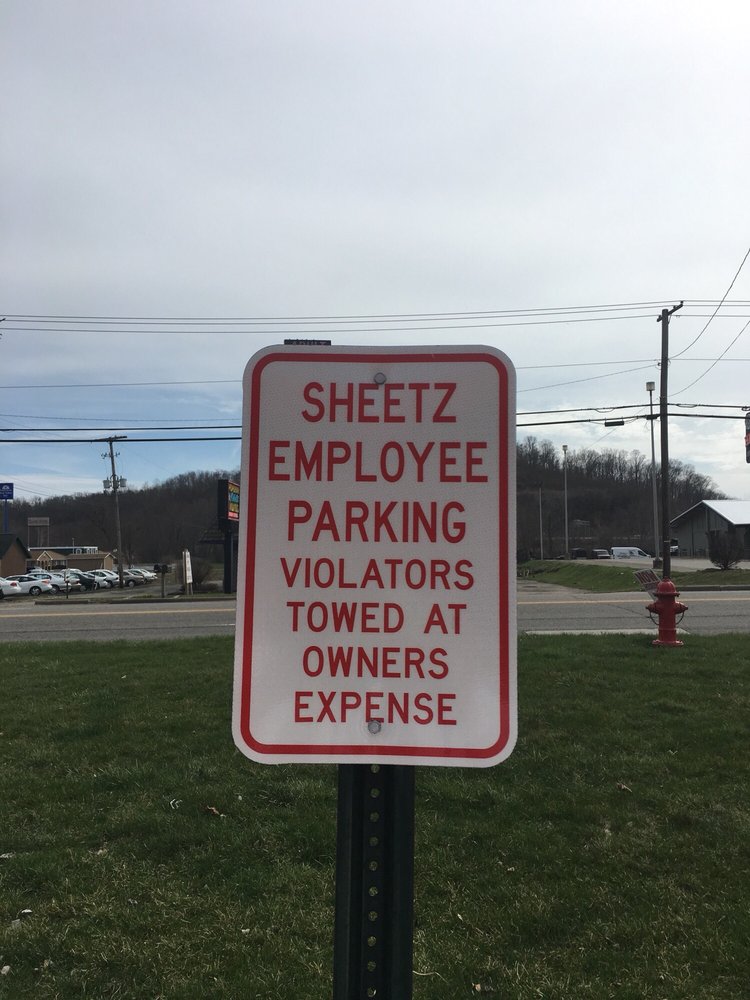 SHEETZ
EMPLOYEE
PARKING
VIOLATORS
TOWED AT
OWNERS
EXPENSE